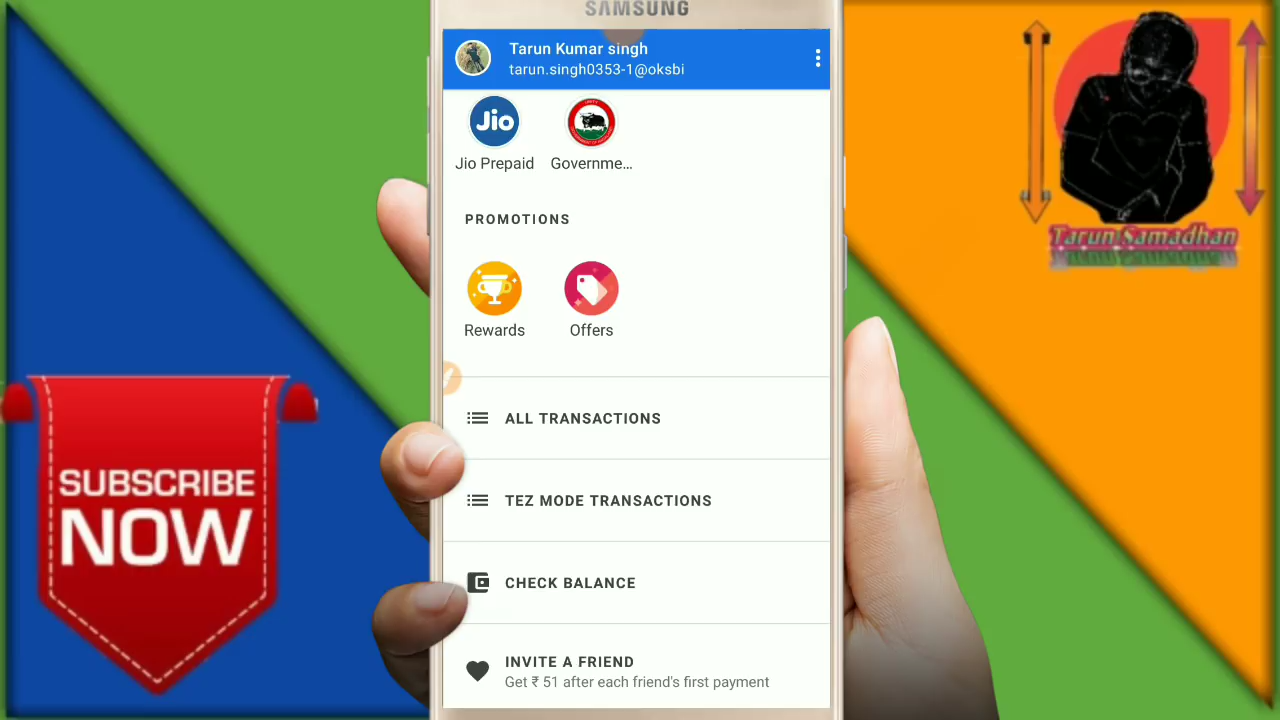 SAMSUNG
Tarun Kumar singh
tarun.singh0353-1@oksbi
Jio
Jio Prepaid
Governme...
PROMOTIONS
Rewards
Offers
ALL TRANSACTIONS
TEZ MODE TRANSACTIONS
CHECK BALANCE
INVITE A FRIEND
Get ₹ 51 after each friend's first payment
SUBSCRIBE
NOW
Tarun Samadhan